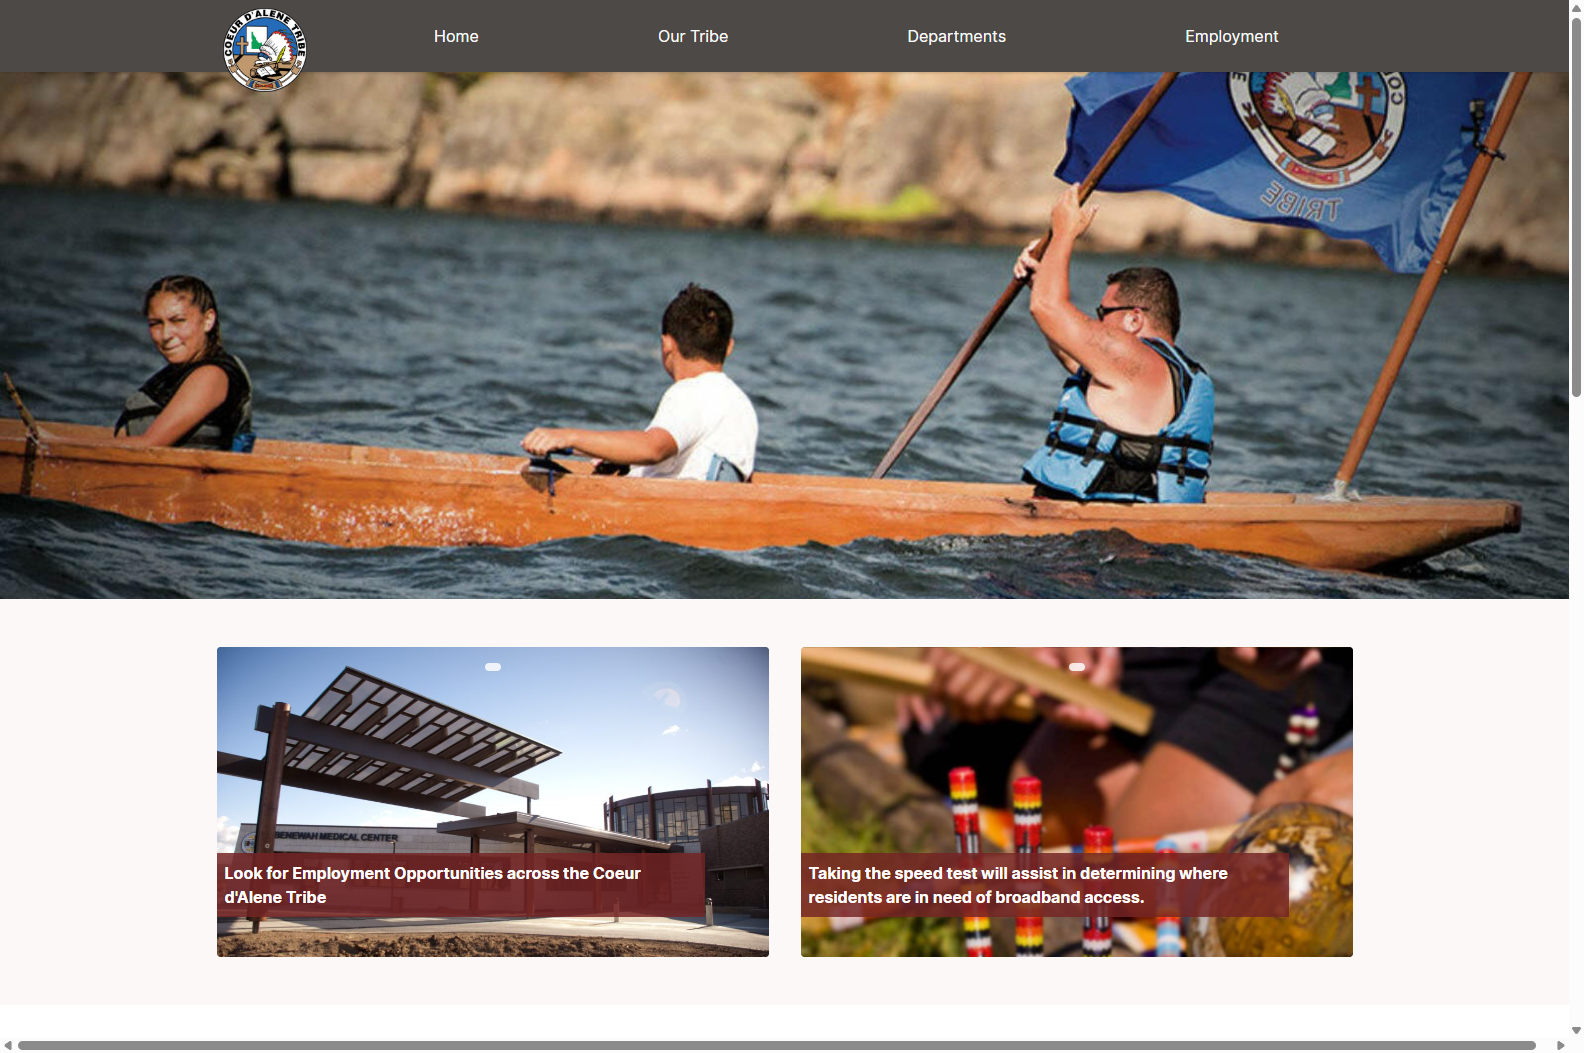 COEUR D'ALENE TRIBE
Home
Our Tribe
Departments
Employment
TRIBE
BENEWAH MEDICAL CENTER
Look for Employment Opportunities across the Coeur
d'Alene Tribe
Taking the speed test will assist in determining where
residents are in need of broadband access.